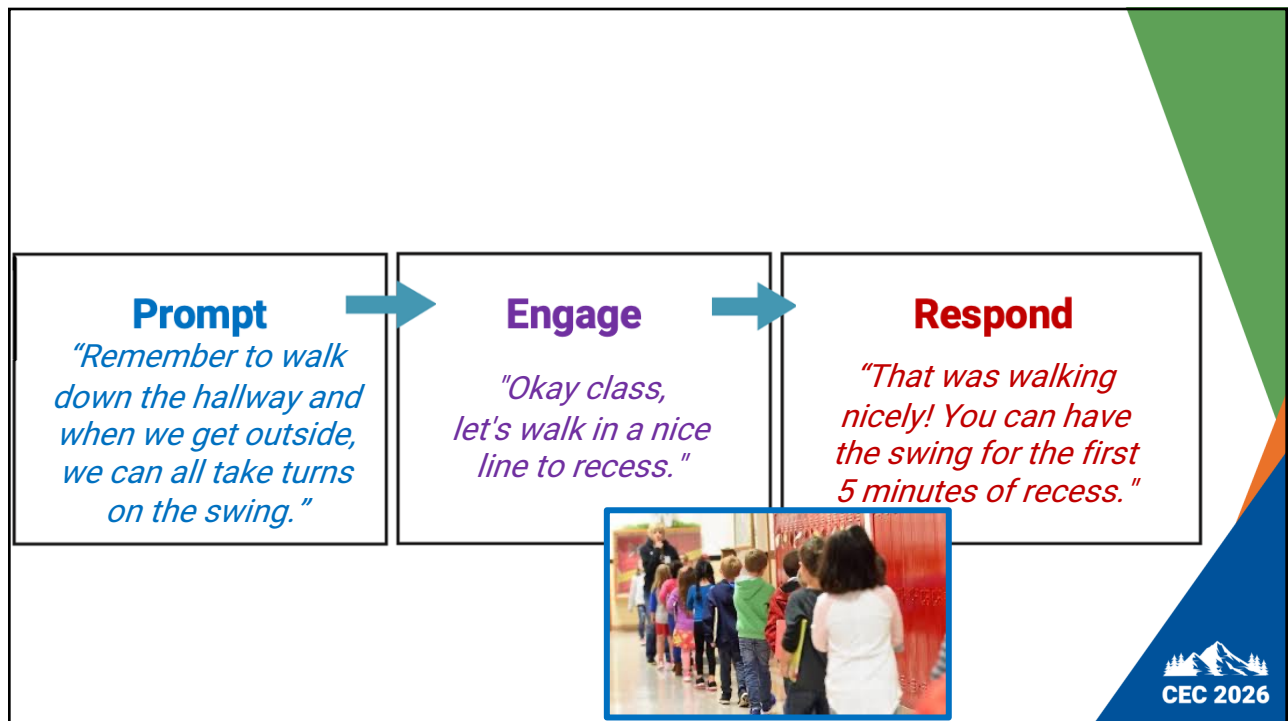 Prompt
“Remember to walk
down the hallway and
when we get outside,
we can all take turns
on the swing.”
Engage
"Okay class,
let's walk in a nice
line to recess."
Respond
“That was walking
nicely! You can have
the swing for the first
5 minutes of recess."
CEC 2026